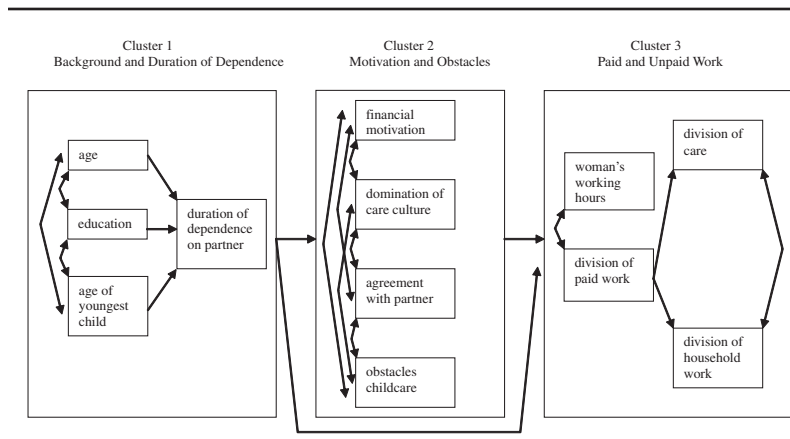 Cluster 1
Background and Duration of Dependence
Cluster 2
Motivation and Obstacles
Cluster 3
Paid and Unpaid Work
age
education
age of
youngest
child
duration of
dependence
on partner
financial
motivation
domination of
care culture
agreement
with partner
obstacles
childcare
woman's
working
hours
division of
paid work
division of
care
division of
household
work